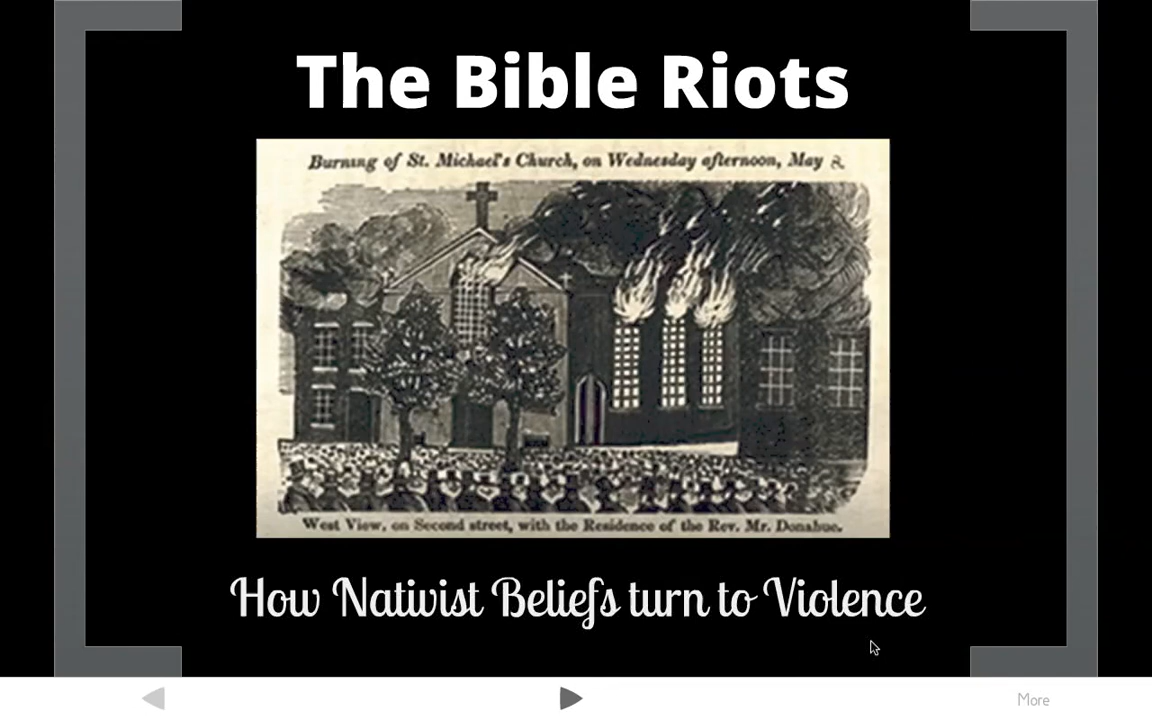 The Bible Riots
Burning of St. Michael's Church, on Wednesday afternoon, May 8.
West View, on Second street, with the Residence of the Rev. Mr. Donahue.
How Nativist Beliefs turn to Violence
More